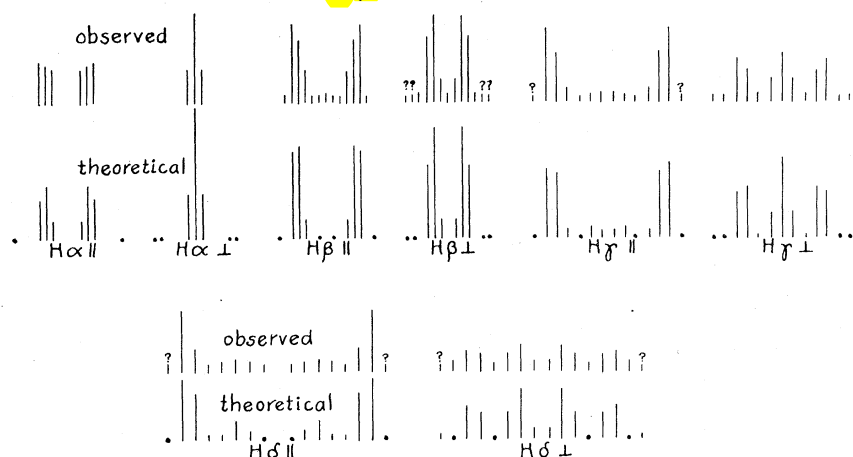 observed
?? ?? ? ?
theoretical
Hα∥ Hα⊥ Hβ∥ Hβ⊥ Hγ∥ Hγ⊥
observed
? ? ? ?
theoretical
Hδ∥ Hδ⊥